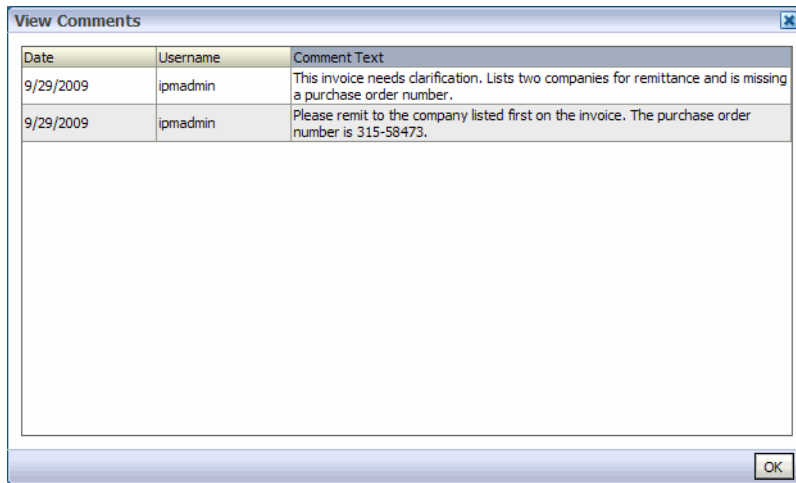 View Comments
Date Username Comment Text
9/29/2009 ipmadmin This invoice needs clarification. Lists two companies for remittance and is missing
a purchase order number.
9/29/2009 ipmadmin Please remit to the company listed first on the invoice. The purchase order
number is 315-58473.
OK